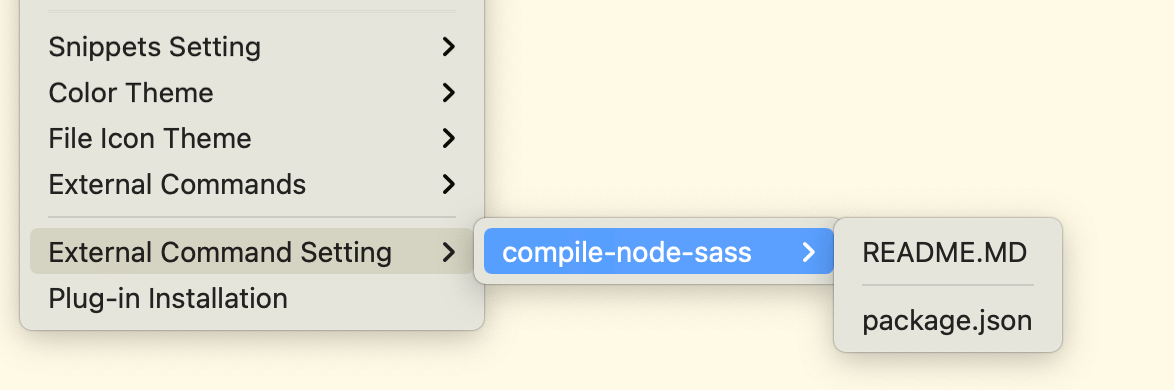 Snippets Setting
Color Theme
File Icon Theme
External Commands
External Command Setting
Plug-in Installation
compile-node-sass
README.MD
package.json